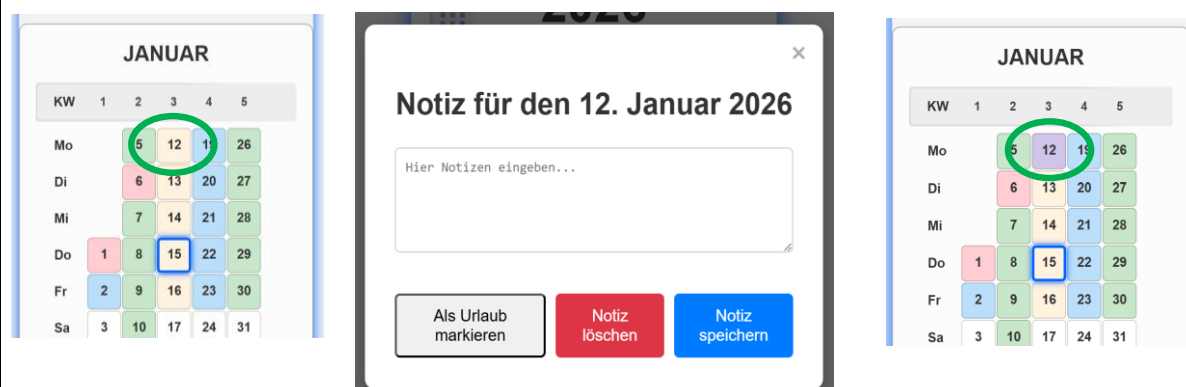 JANUAR
KW 1 2 3 4 5
Mo 5 12 19 26
Di 6 13 20 27
Mi 7 14 21 28
Do 1 8 15 22 29
Fr 2 9 16 23 30
Sa 3 10 17 24 31
2026
×
Notiz für den 12. Januar 2026
Hier Notizen eingeben...
Als Urlaub
markieren
Notiz
löschen
Notiz
speichern
JANUAR
KW 1 2 3 4 5
Mo 5 12 19 26
Di 6 13 20 27
Mi 7 14 21 28
Do 1 8 15 22 29
Fr 2 9 16 23 30
Sa 3 10 17 24 31